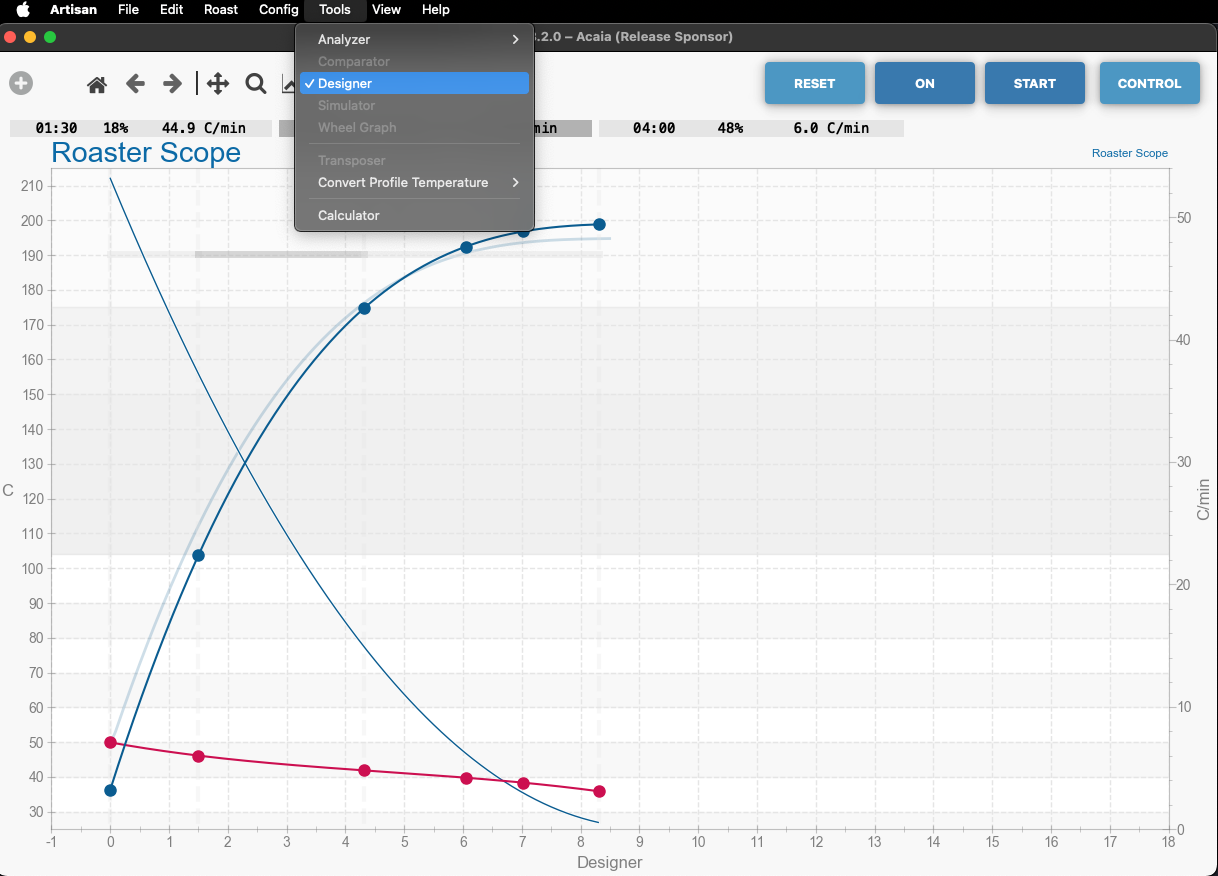 Artisan File Edit Roast Config Tools View Help
.2.0 – Acaia (Release Sponsor)
Analyzer
Comparator
✓ Designer
Simulator
Wheel Graph
Transposer
Convert Profile Temperature
Calculator
RESET ON START CONTROL
01:30 18% 44.9 C/min
min
04:00 48% 6.0 C/min
Roaster Scope
Roaster Scope
210
200
190
180
170
160
150
140
130
120
110
100
90
80
70
60
50
40
30
C
50
40
30
20
10
0
C/min
-1 0 1 2 3 4 5 6 7 8 9 10 11 12 13 14 15 16 17 18
Designer